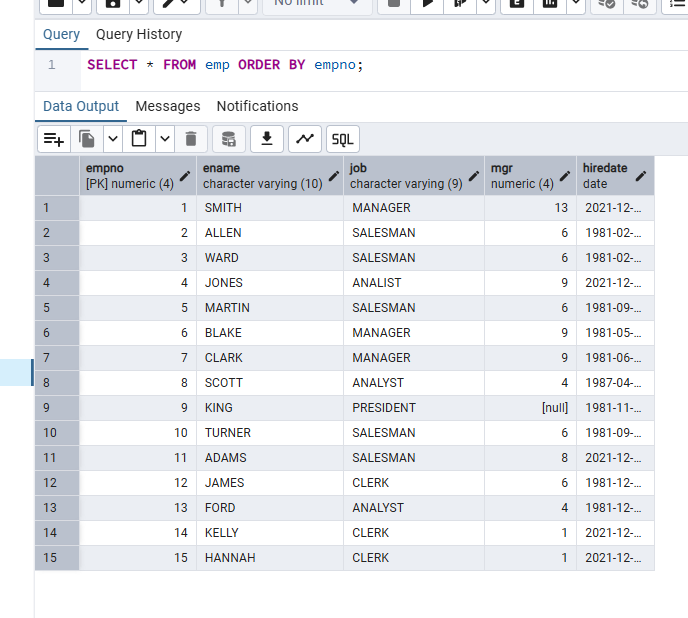 No limit
Query Query History
1 SELECT * FROM emp ORDER BY empno;
Data Output Messages Notifications
SQL
empno ename job mgr hiredate
[PK] numeric (4) character varying (10) character varying (9) numeric (4) date
1 1 SMITH MANAGER 13 2021-12-...
2 2 ALLEN SALESMAN 6 1981-02-...
3 3 WARD SALESMAN 6 1981-02-...
4 4 JONES ANALIST 9 2021-12-...
5 5 MARTIN SALESMAN 6 1981-09-...
6 6 BLAKE MANAGER 9 1981-05-...
7 7 CLARK MANAGER 9 1981-06-...
8 8 SCOTT ANALYST 4 1987-04-...
9 9 KING PRESIDENT [null] 1981-11-...
10 10 TURNER SALESMAN 6 1981-09-...
11 11 ADAMS SALESMAN 8 2021-12-...
12 12 JAMES CLERK 6 1981-12-...
13 13 FORD ANALYST 4 1981-12-...
14 14 KELLY CLERK 1 2021-12-...
15 15 HANNAH CLERK 1 2021-12-...